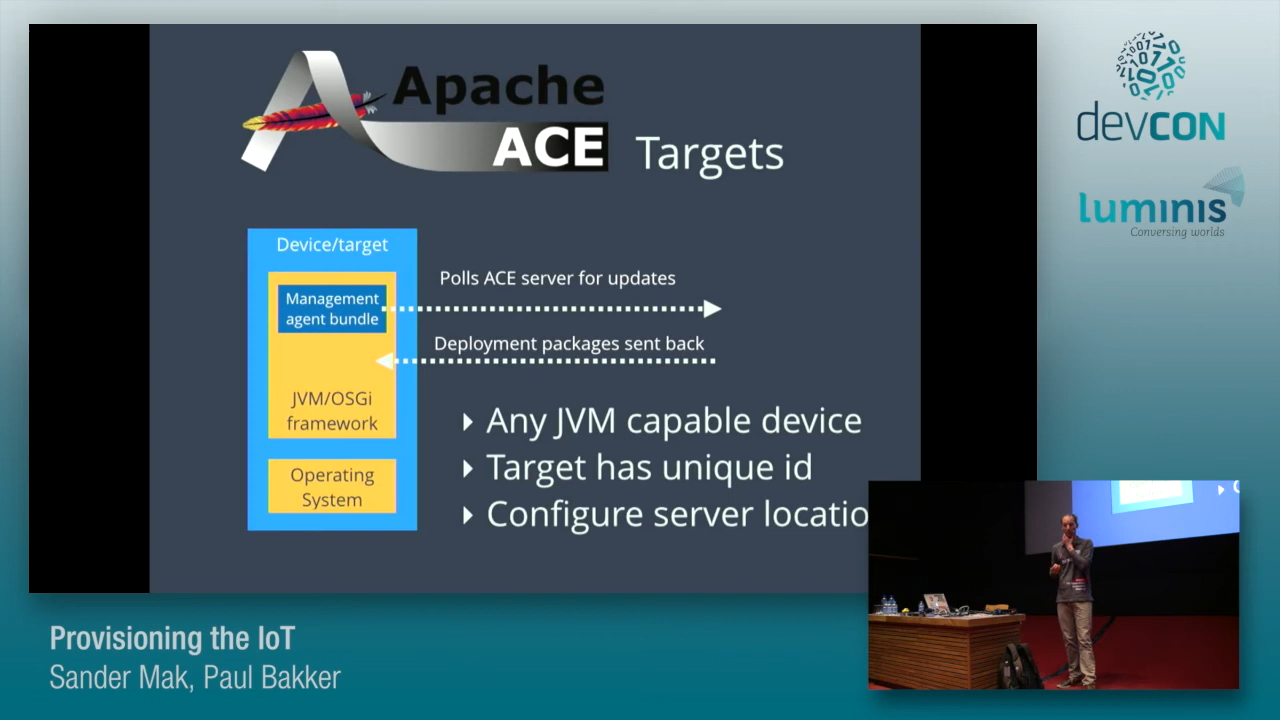 Apache
ACE
Targets
Device/target
Management
agent bundle
JVM/OSGi
framework
Operating
System
Polls ACE server for updates
Deployment packages sent back
Any JVM capable device
Target has unique id
Configure server locatio
devCON
luminis
Conversing worlds
Provisioning the IoT
Sander Mak, Paul Bakker